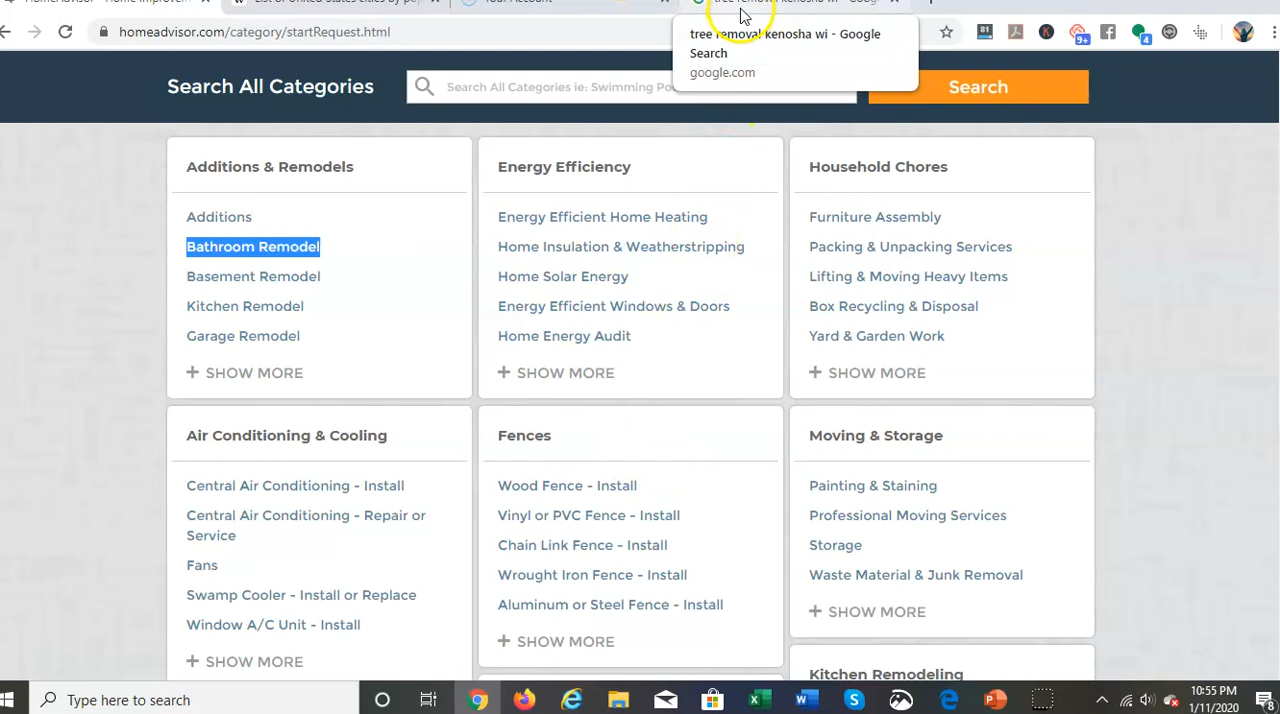 homeadvisor.com/category/startRequest.html
tree removal kenosha wi - Google
Search
google.com
81
9+
4
Search All Categories
Search All Categories ie: Swimming
Search
Additions & Remodels
Additions
Bathroom Remodel
Basement Remodel
Kitchen Remodel
Garage Remodel
+ SHOW MORE
Energy Efficiency
Energy Efficient Home Heating
Home Insulation & Weatherstripping
Home Solar Energy
Energy Efficient Windows & Doors
Home Energy Audit
+ SHOW MORE
Household Chores
Furniture Assembly
Packing & Unpacking Services
Lifting & Moving Heavy Items
Box Recycling & Disposal
Yard & Garden Work
+ SHOW MORE
Air Conditioning & Cooling
Central Air Conditioning - Install
Central Air Conditioning - Repair or
Service
Fans
Swamp Cooler - Install or Replace
Window A/C Unit - Install
+ SHOW MORE
Fences
Wood Fence - Install
Vinyl or PVC Fence - Install
Chain Link Fence - Install
Wrought Iron Fence - Install
Aluminum or Steel Fence - Install
+ SHOW MORE
Moving & Storage
Painting & Staining
Professional Moving Services
Storage
Waste Material & Junk Removal
+ SHOW MORE
Kitchen Remodeling
Type here to search
10:55 PM
1/11/2020
8